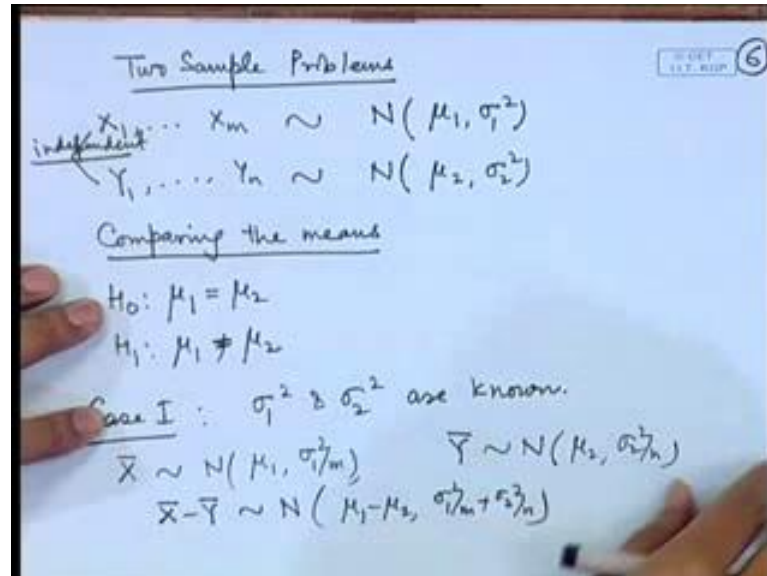 Two Sample Problems
6
X₁, ... Xₘ ~ N( μ₁, σ₁²)
independent
Y₁, .... Yₙ ~ N( μ₂, σ₂²)
Comparing the means
H₀: μ₁ = μ₂
H₁: μ₁ ≠ μ₂
Case I : σ₁² & σ₂² are known.
X̄ ~ N( μ₁, σ₁²/m), Ȳ ~ N( μ₂, σ₂²/n)
X̄-Ȳ ~ N ( μ₁-μ₂, σ₁²/m + σ₂²/n)